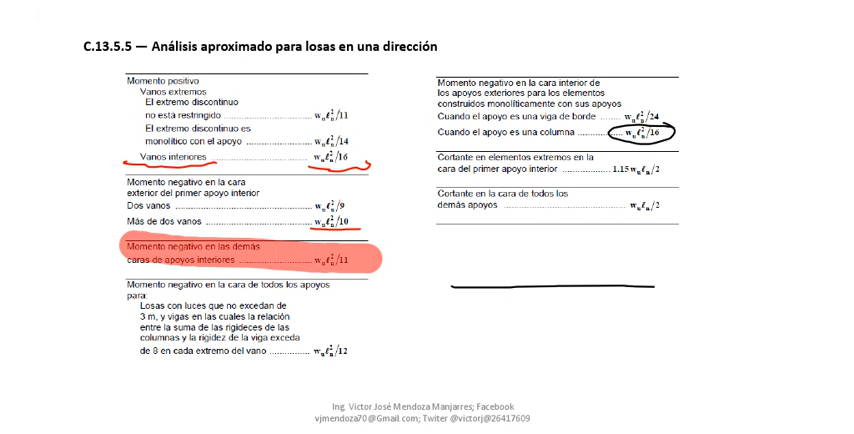 C.13.5.5 — Análisis aproximado para losas en una dirección
Momento positivo
Vanos extremos
El extremo discontinuo
no está restringido .................... wᵤℓₙ²/11
El extremo discontinuo es
monolítico con el apoyo ............... wᵤℓₙ²/14
Vanos interiores ................................ wᵤℓₙ²/16
Momento negativo en la cara
exterior del primer apoyo interior
Dos vanos ........................................ wᵤℓₙ²/9
Más de dos vanos ............................. wᵤℓₙ²/10
Momento negativo en las demás
caras de apoyos interiores ................... wᵤℓₙ²/11
Momento negativo en la cara de todos los apoyos
para:
Losas con luces que no excedan de
3 m, y vigas en las cuales la relación
entre la suma de las rigideces de las
columnas y la rigidez de la viga exceda
de 8 en cada extremo del vano ............... wᵤℓₙ²/12
Momento negativo en la cara interior de
los apoyos exteriores para los elementos
construidos monolíticamente con sus apoyos
Cuando el apoyo es una viga de borde ........ wᵤℓₙ²/24
Cuando el apoyo es una columna ............ wᵤℓₙ²/16
Cortante en elementos extremos en la
cara del primer apoyo interior .................. 1.15 wᵤℓₙ/2
Cortante en la cara de todos los
demás apoyos ............................................. wᵤℓₙ/2
Ing. Victor José Mendoza Manjarres; Facebook
vjmendoza70@Gmail com; Twiter @victorj@26417609